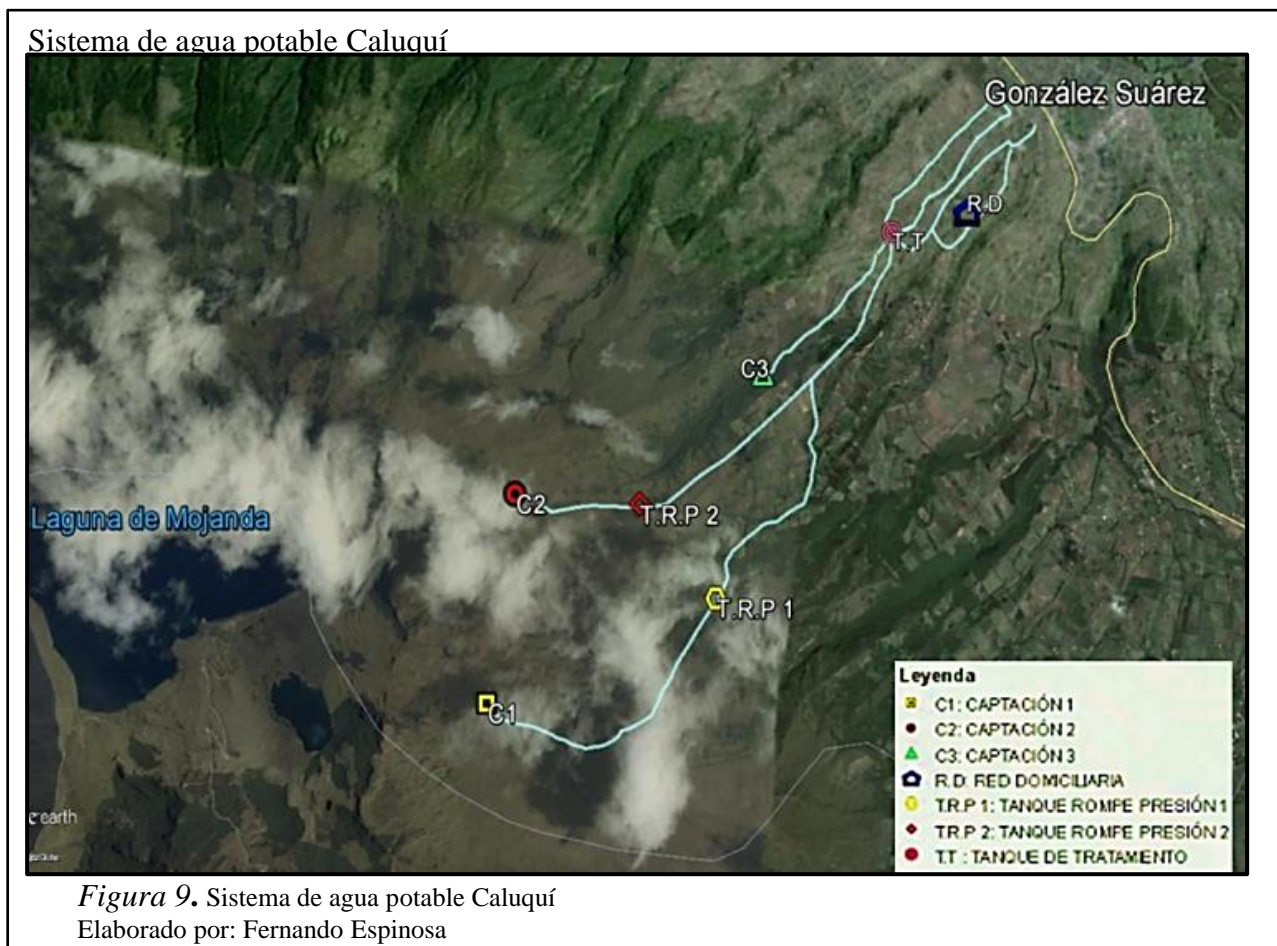 Sistema de agua potable Caluquí
González Suárez
R.D
T.T
C3
C2
T.R.P 2
Laguna de Mojanda
T.R.P 1
C1
Leyenda
C1: CAPTACIÓN 1
C2: CAPTACIÓN 2
C3: CAPTACIÓN 3
R.D: RED DOMICILIARIA
T.R.P 1: TANQUE ROMPE PRESIÓN 1
T.R.P 2: TANQUE ROMPE PRESIÓN 2
T.T : TANQUE DE TRATAMENTO
earth
Figura 9. Sistema de agua potable Caluquí
Elaborado por: Fernando Espinosa